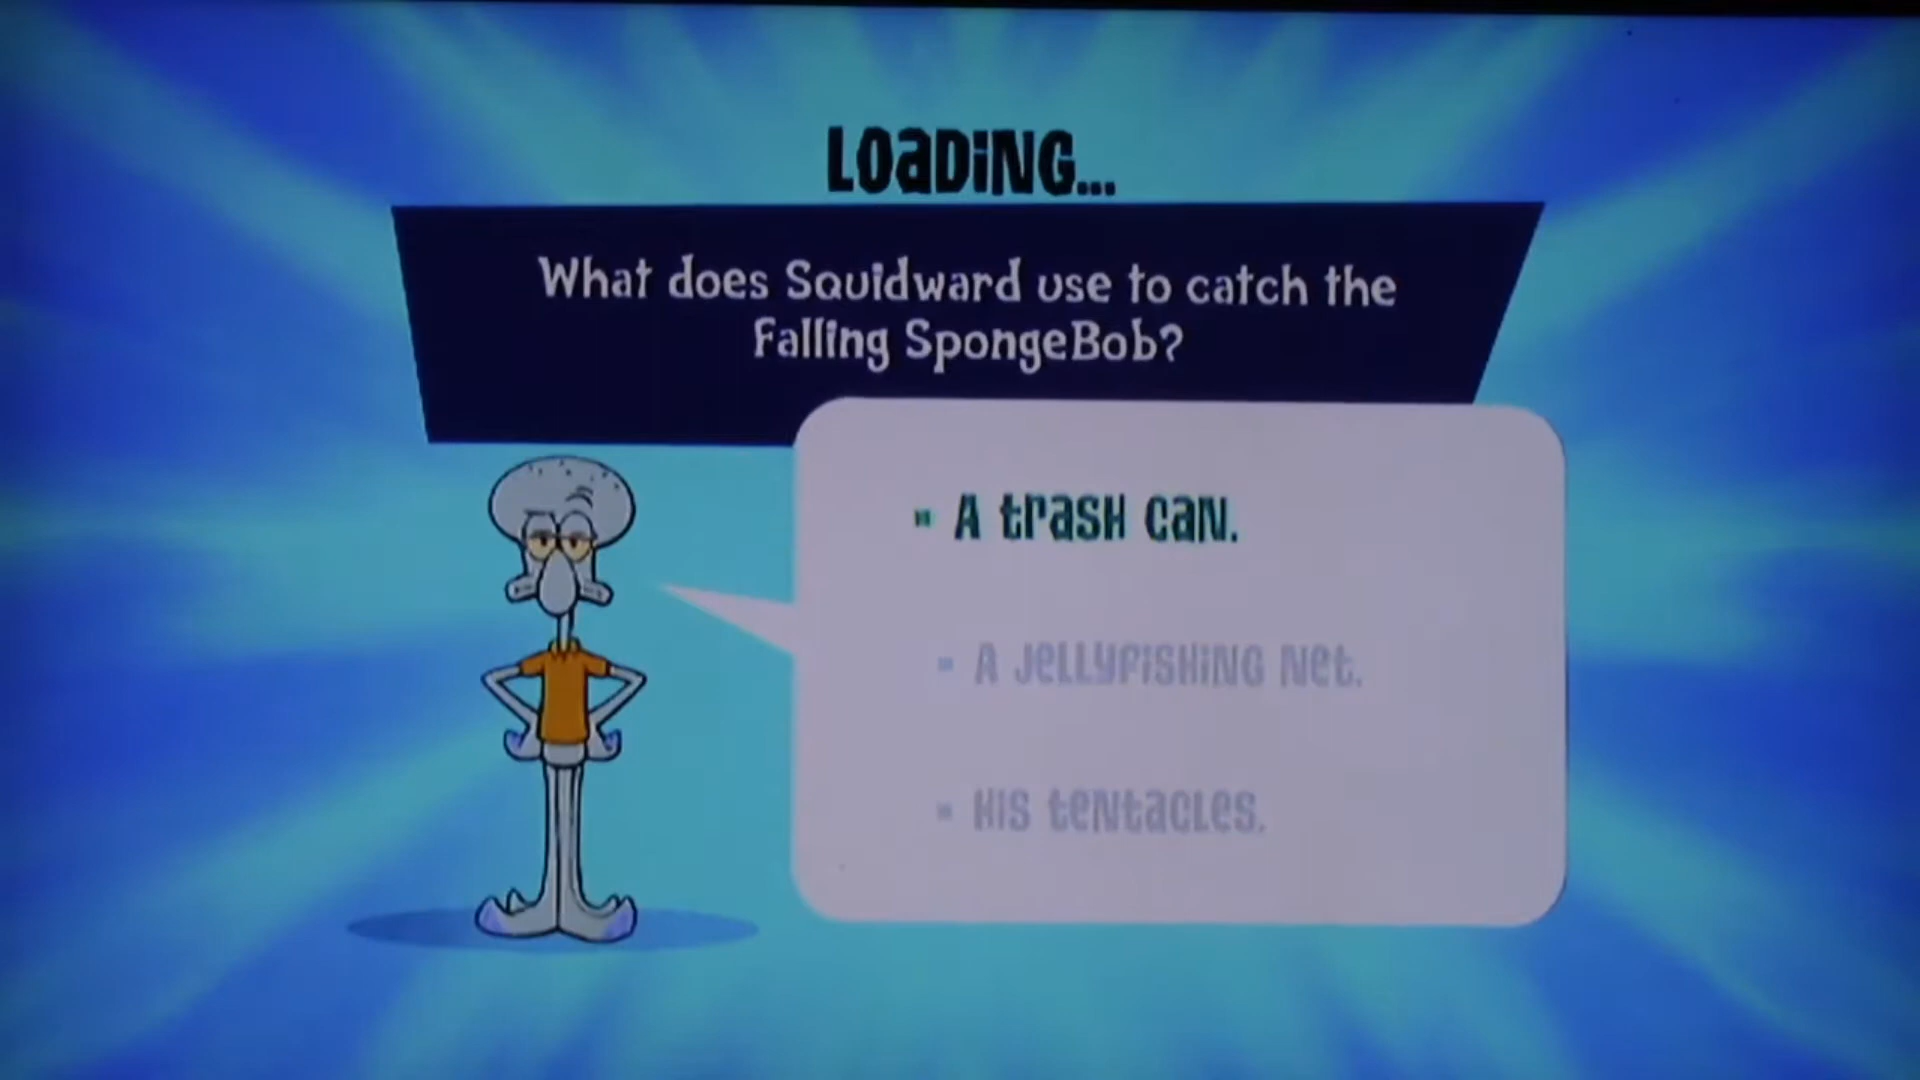 LOADING...
What does Squidward use to catch the
falling SpongeBob?
A trash can.
A jellyfishing net.
His tentacles.